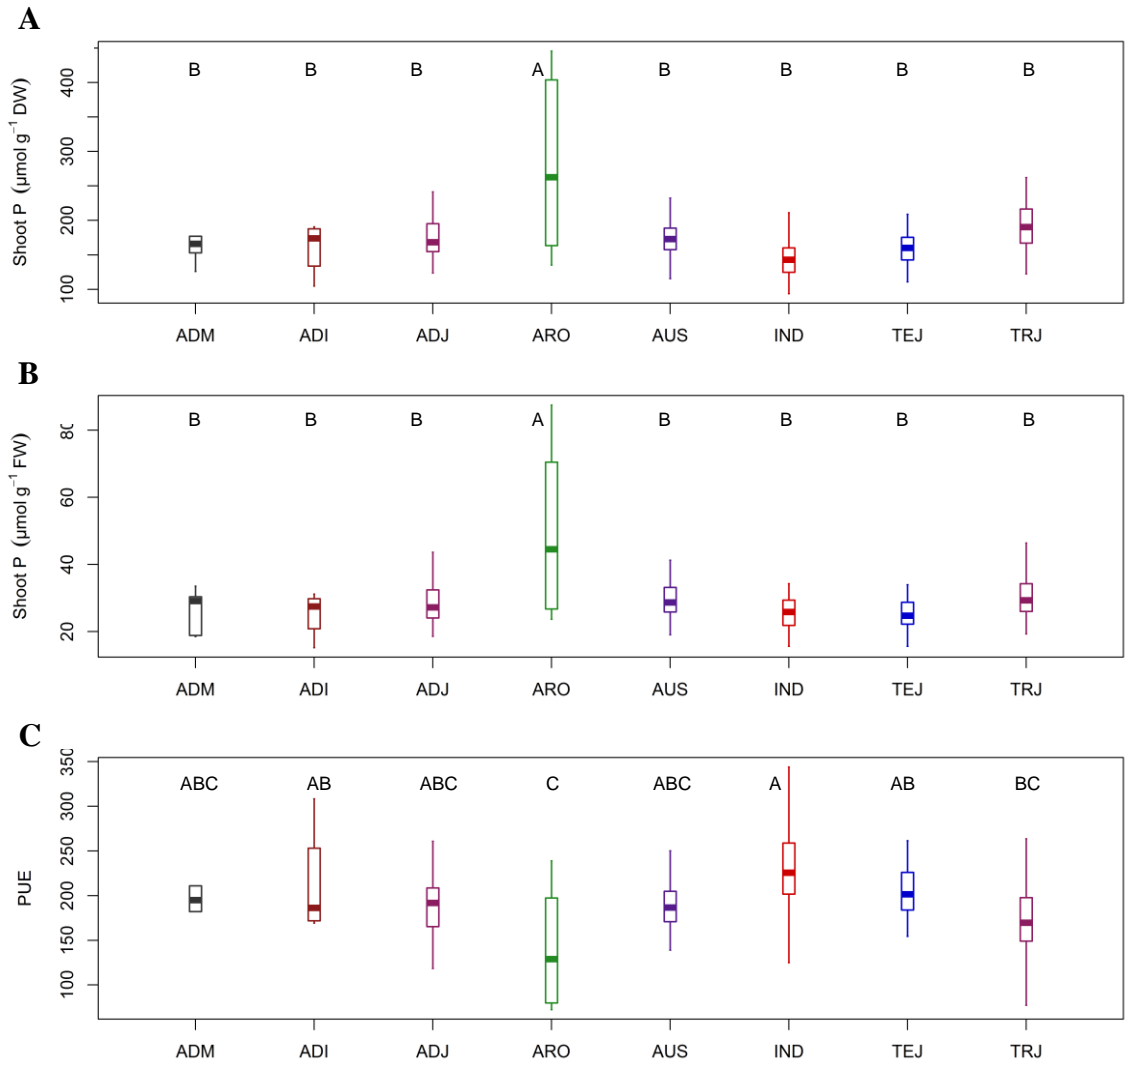 A
Shoot P (μmol g⁻¹ DW)
400
300
200
100
B B B A B B B B
ADM ADI ADJ ARO AUS IND TEJ TRJ
B
Shoot P (μmol g⁻¹ FW)
80
60
40
20
B B B A B B B B
ADM ADI ADJ ARO AUS IND TEJ TRJ
C
PUE
350
300
250
200
150
100
ABC AB ABC C ABC A AB BC
ADM ADI ADJ ARO AUS IND TEJ TRJ